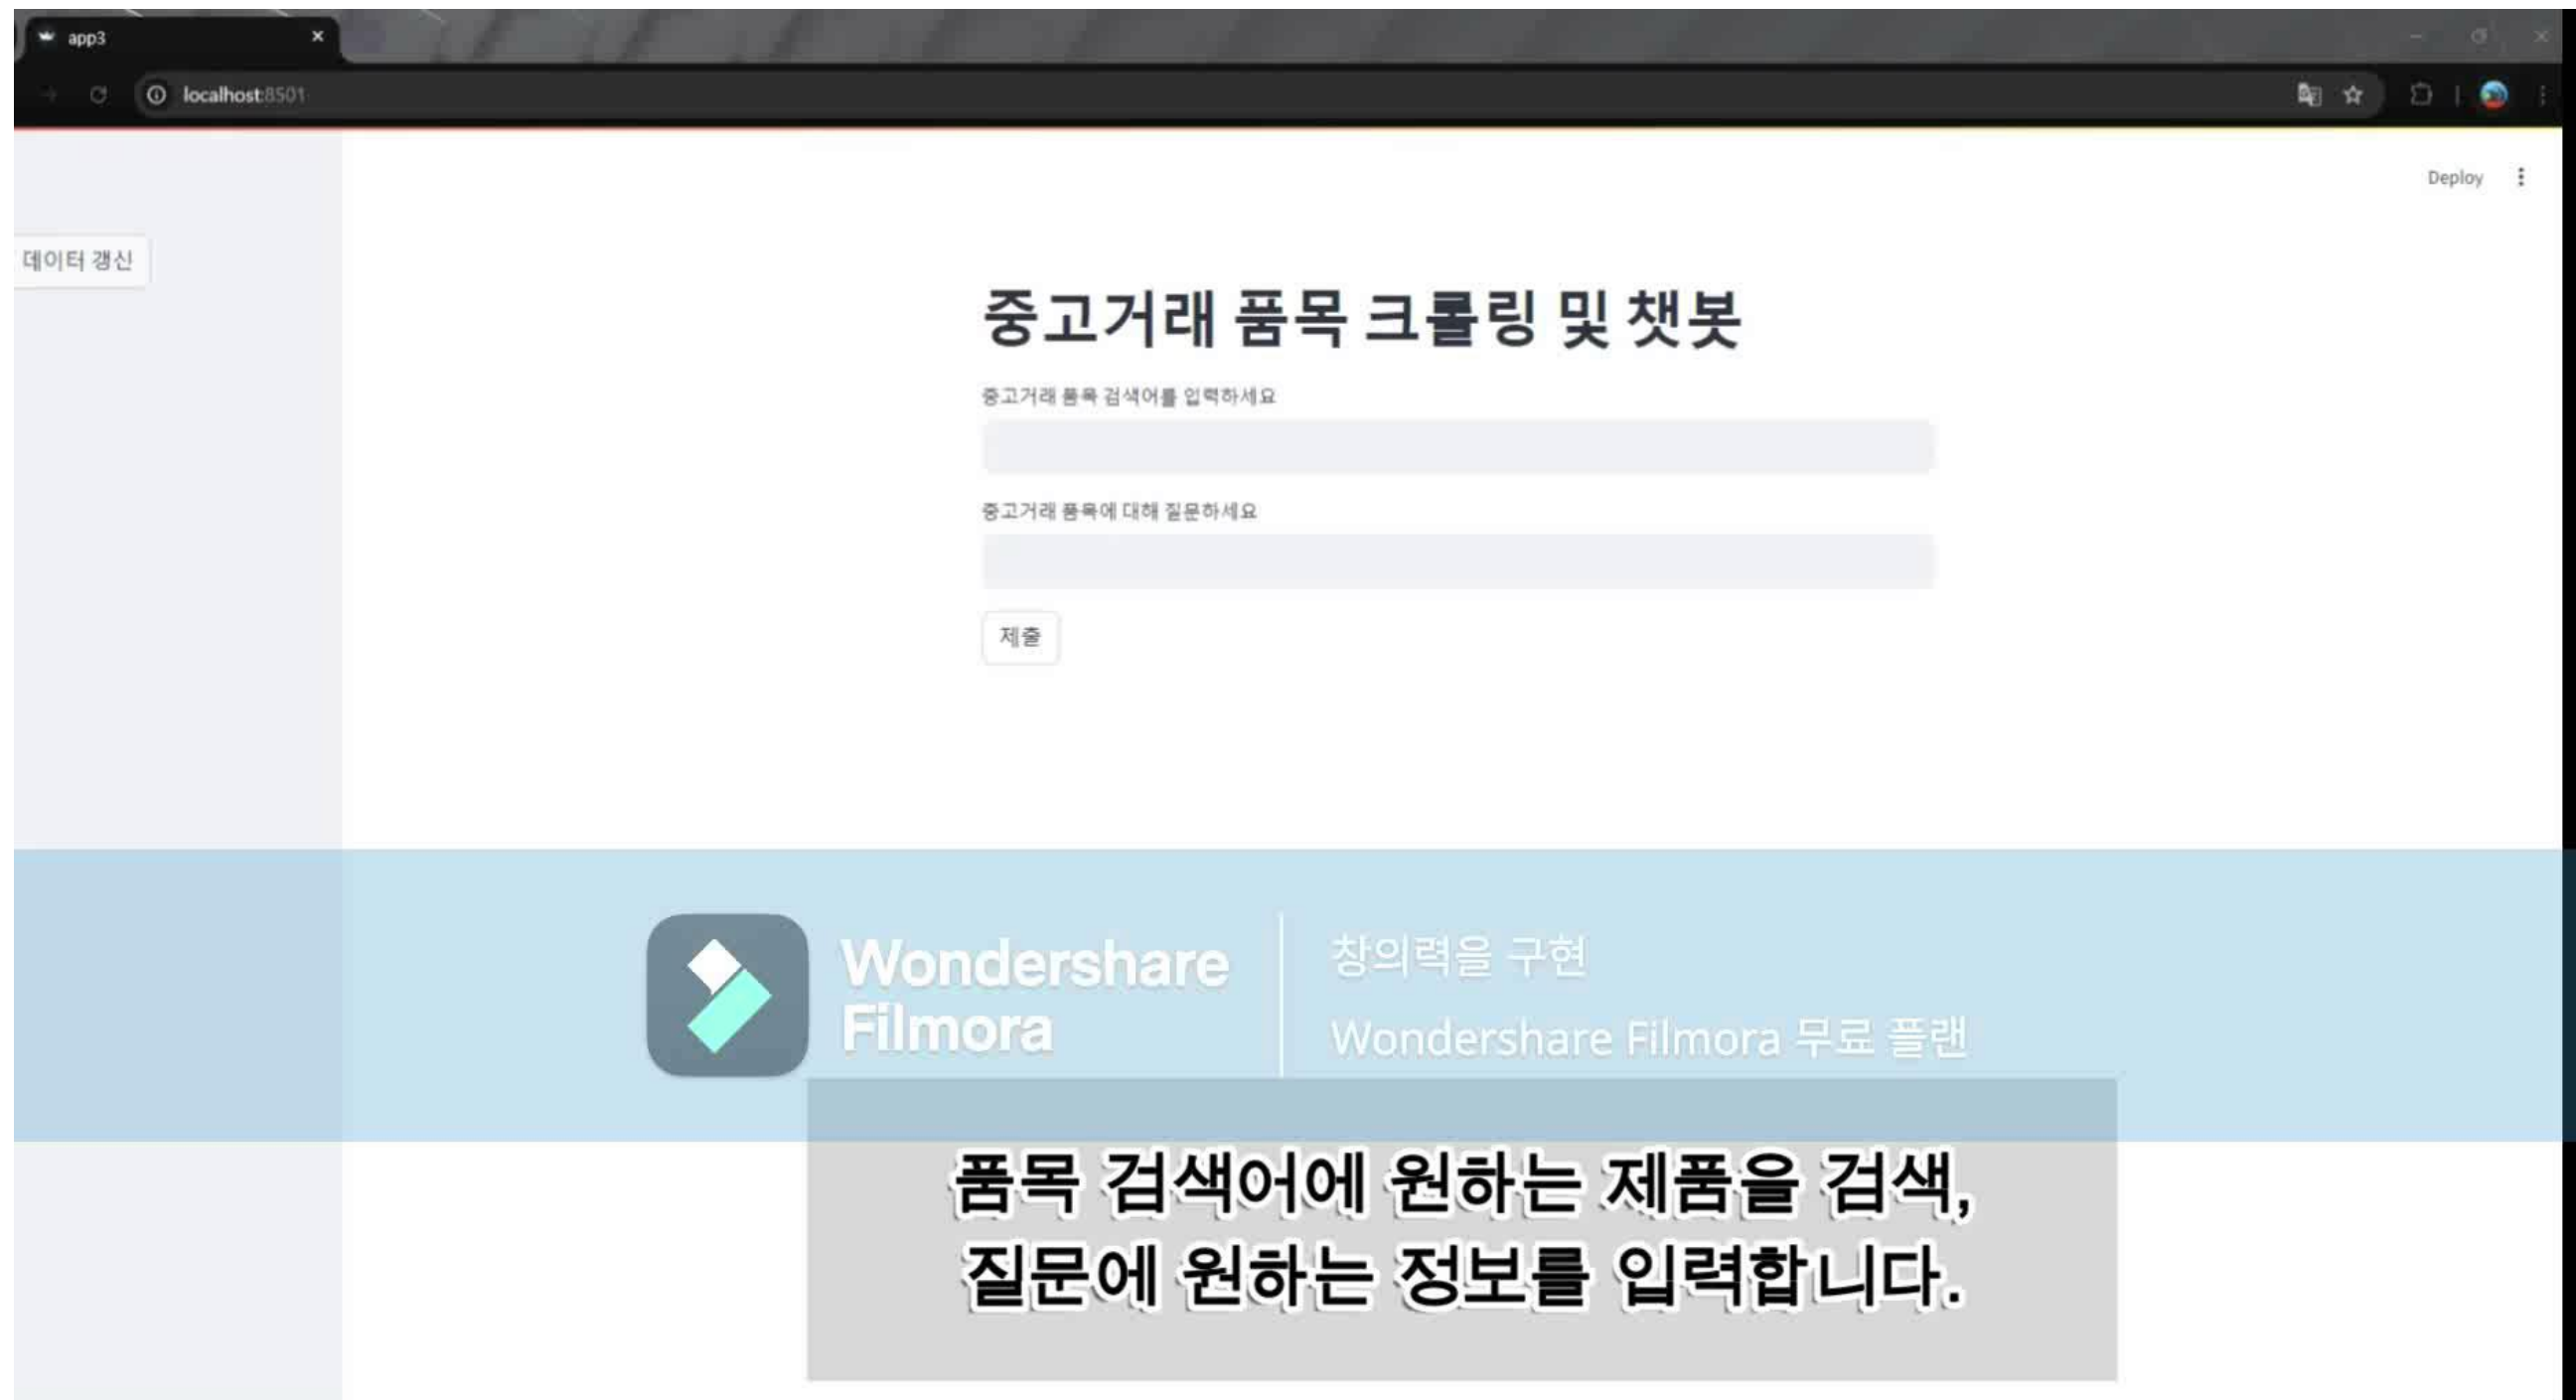 app3
localhost:8501
Deploy
데이터 갱신
중고거래 품목 크롤링 및 챗봇
중고거래 품목 검색어를 입력하세요
중고거래 품목에 대해 질문하세요
제출
Wondershare
Filmora
창의력을 구현
Wondershare Filmora 무료 플랜
품목 검색어에 원하는 제품을 검색,
질문에 원하는 정보를 입력합니다.